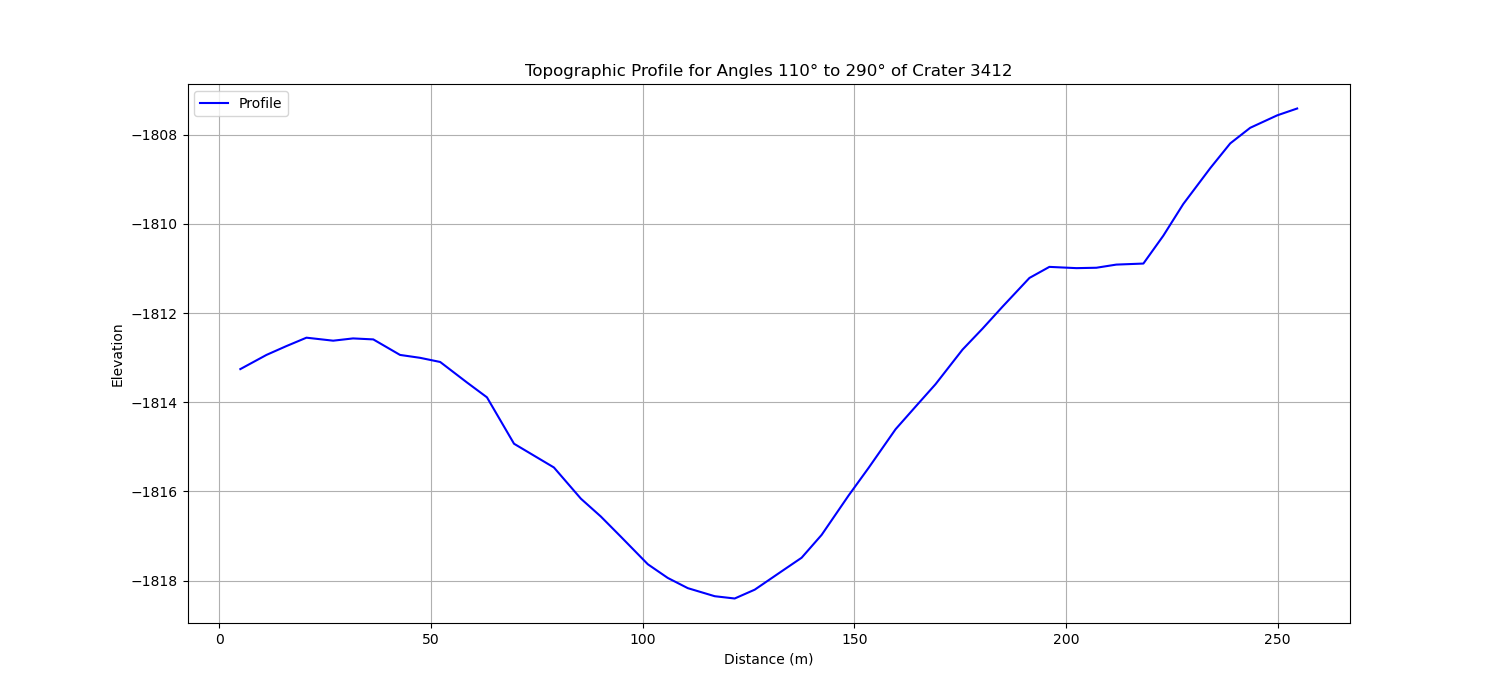 Topographic Profile for Angles 110° to 290° of Crater 3412
Profile
−1808
−1810
−1812
−1814
−1816
−1818
Elevation
0 50 100 150 200 250
Distance (m)